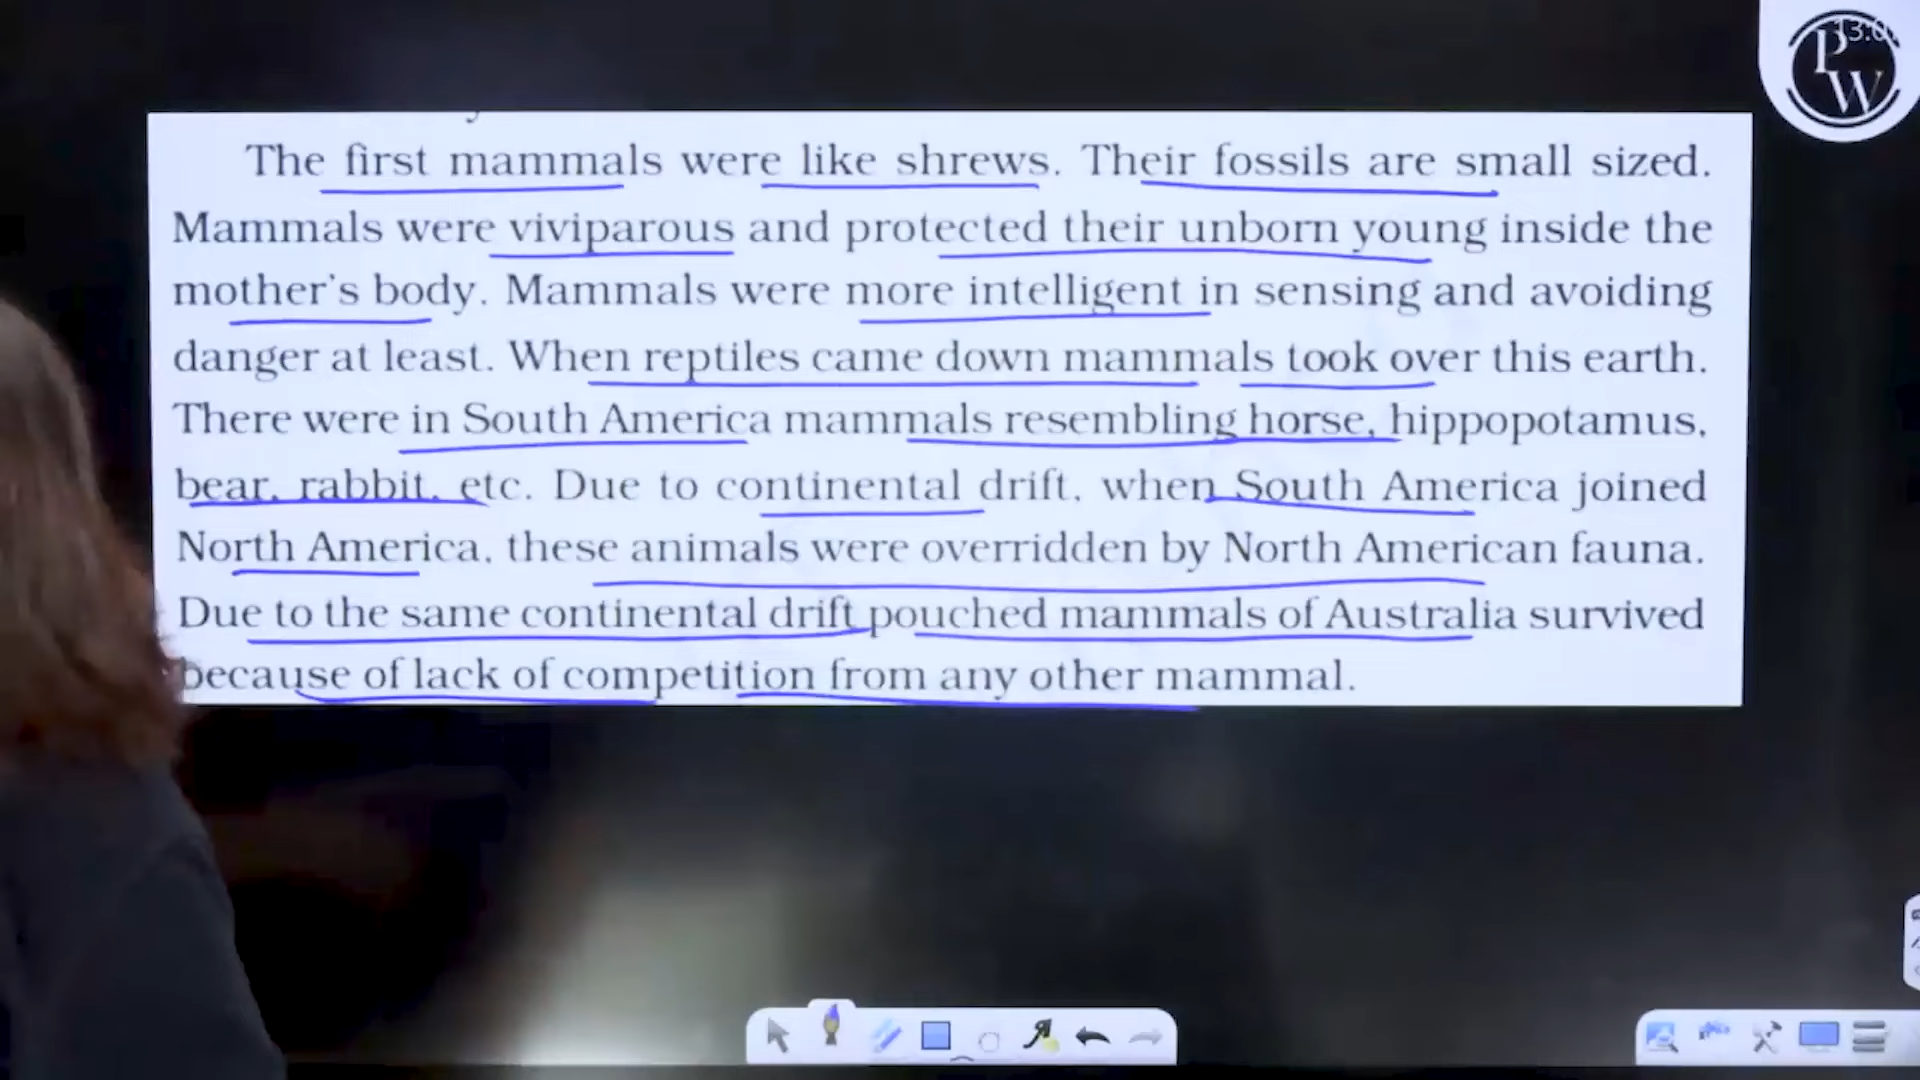 PW
13:0
The first mammals were like shrews. Their fossils are small sized.
Mammals were viviparous and protected their unborn young inside the
mother's body. Mammals were more intelligent in sensing and avoiding
danger at least. When reptiles came down mammals took over this earth.
There were in South America mammals resembling horse, hippopotamus,
bear, rabbit, etc. Due to continental drift, when South America joined
North America, these animals were overridden by North American fauna.
Due to the same continental drift pouched mammals of Australia survived
because of lack of competition from any other mammal.